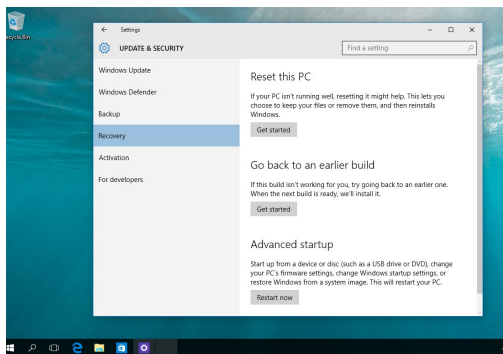 Recycle Bin
Settings
UPDATE & SECURITY
Find a setting
Windows Update
Windows Defender
Backup
Recovery
Activation
For developers
Reset this PC
If your PC isn't running well, resetting it might help. This lets you
choose to keep your files or remove them, and then reinstalls
Windows.
Get started
Go back to an earlier build
If this build isn't working for you, try going back to an earlier one.
When the next build is ready, we'll install it.
Get started
Advanced startup
Start up from a device or disc (such as a USB drive or DVD), change
your PC's firmware settings, change Windows startup settings, or
restore Windows from a system image. This will restart your PC.
Restart now